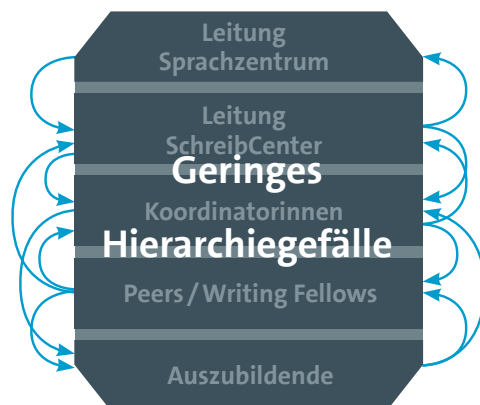 Leitung
Sprachzentrum
Leitung
SchreibCenter
Geringes
Koordinatorinnen
Hierarchiegefälle
Peers / Writing Fellows
Auszubildende